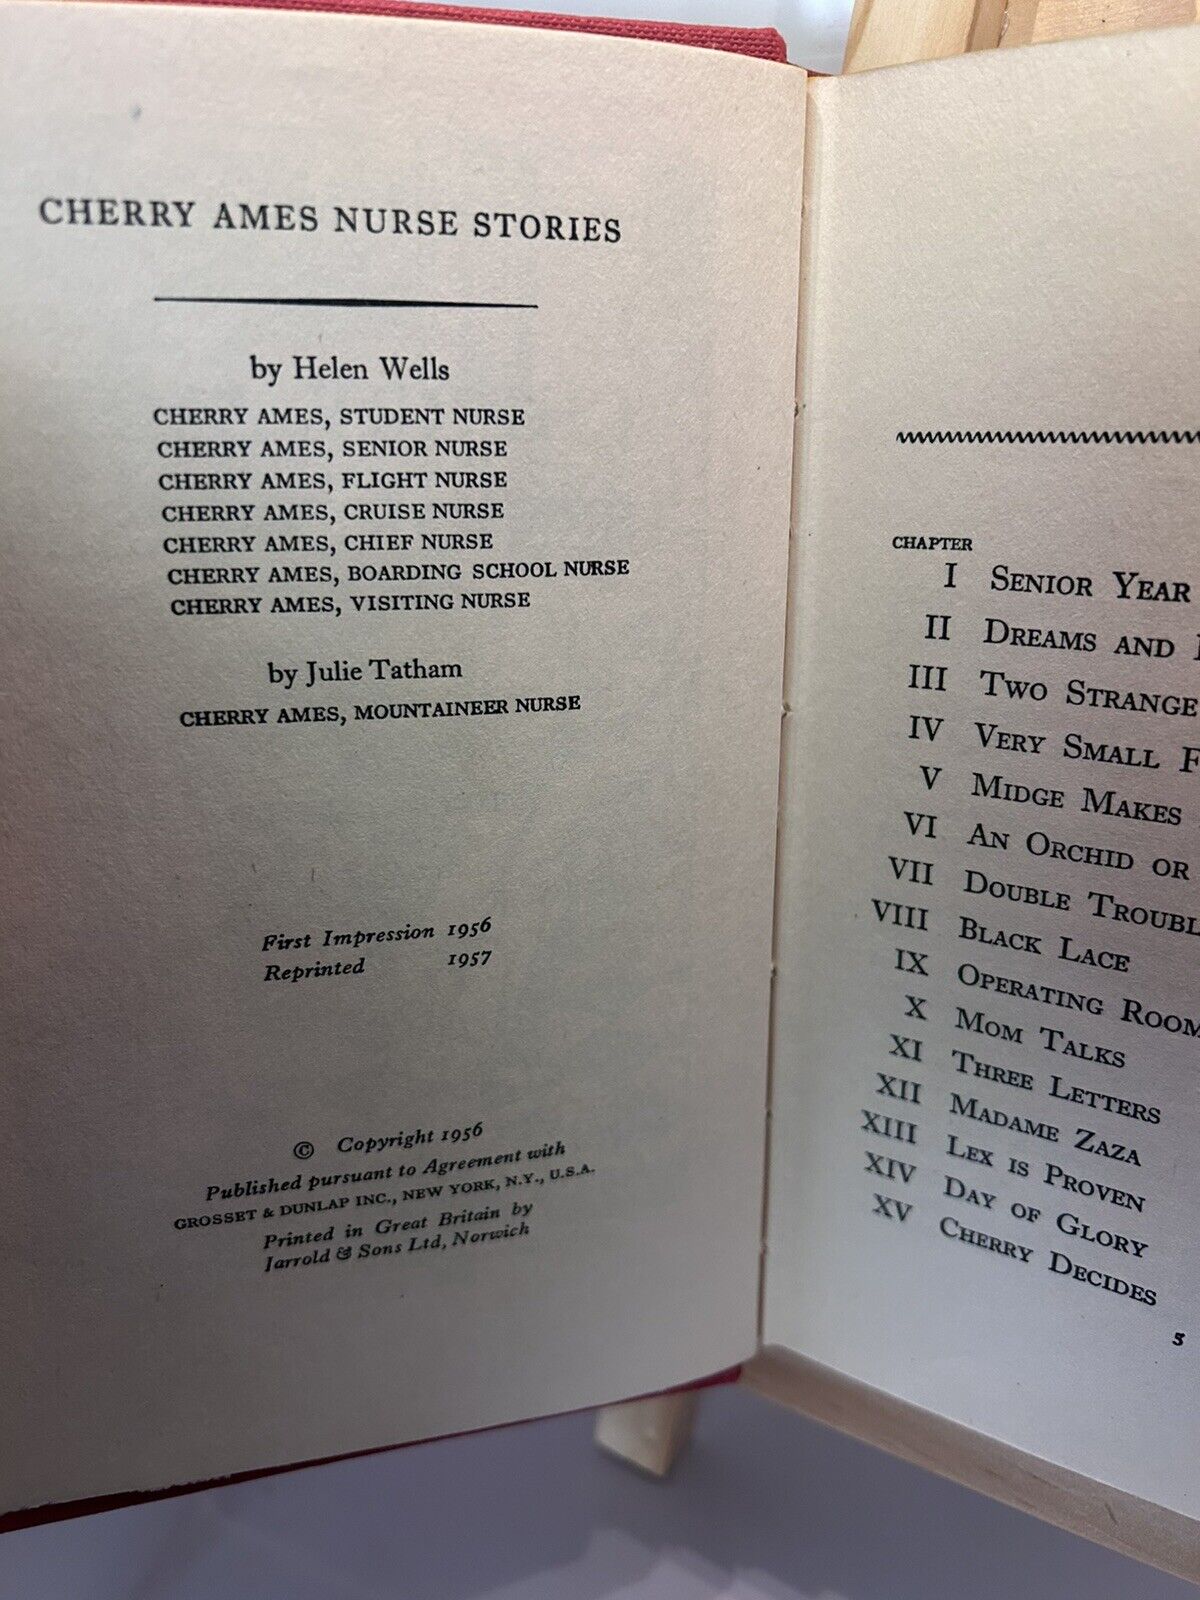 CHERRY AMES NURSE STORIES
by Helen Wells
CHERRY AMES, STUDENT NURSE
CHERRY AMES, SENIOR NURSE
CHERRY AMES, FLIGHT NURSE
CHERRY AMES, CRUISE NURSE
CHERRY AMES, CHIEF NURSE
CHERRY AMES, BOARDING SCHOOL NURSE
CHERRY AMES, VISITING NURSE
by Julie Tatham
CHERRY AMES, MOUNTAINEER NURSE
First Impression 1956
Reprinted 1957
© Copyright 1956
Published pursuant to Agreement with
GROSSET & DUNLAP INC., NEW YORK, N.Y., U.S.A.
Printed in Great Britain by
Jarrold & Sons Ltd, Norwich
CHAPTER
I SENIOR YEAR
II DREAMS AND
III TWO STRANGE
IV VERY SMALL
V MIDGE MAKES
VI AN ORCHID OR
VII DOUBLE
VIII BLACK LACE
IX OPERATING ROOM
X MOM TALKS
XI THREE LETTERS
XII MADAME ZAZA
XIII LEX IS PROVEN
XIV DAY OF GLORY
XV CHERRY DECIDES
5